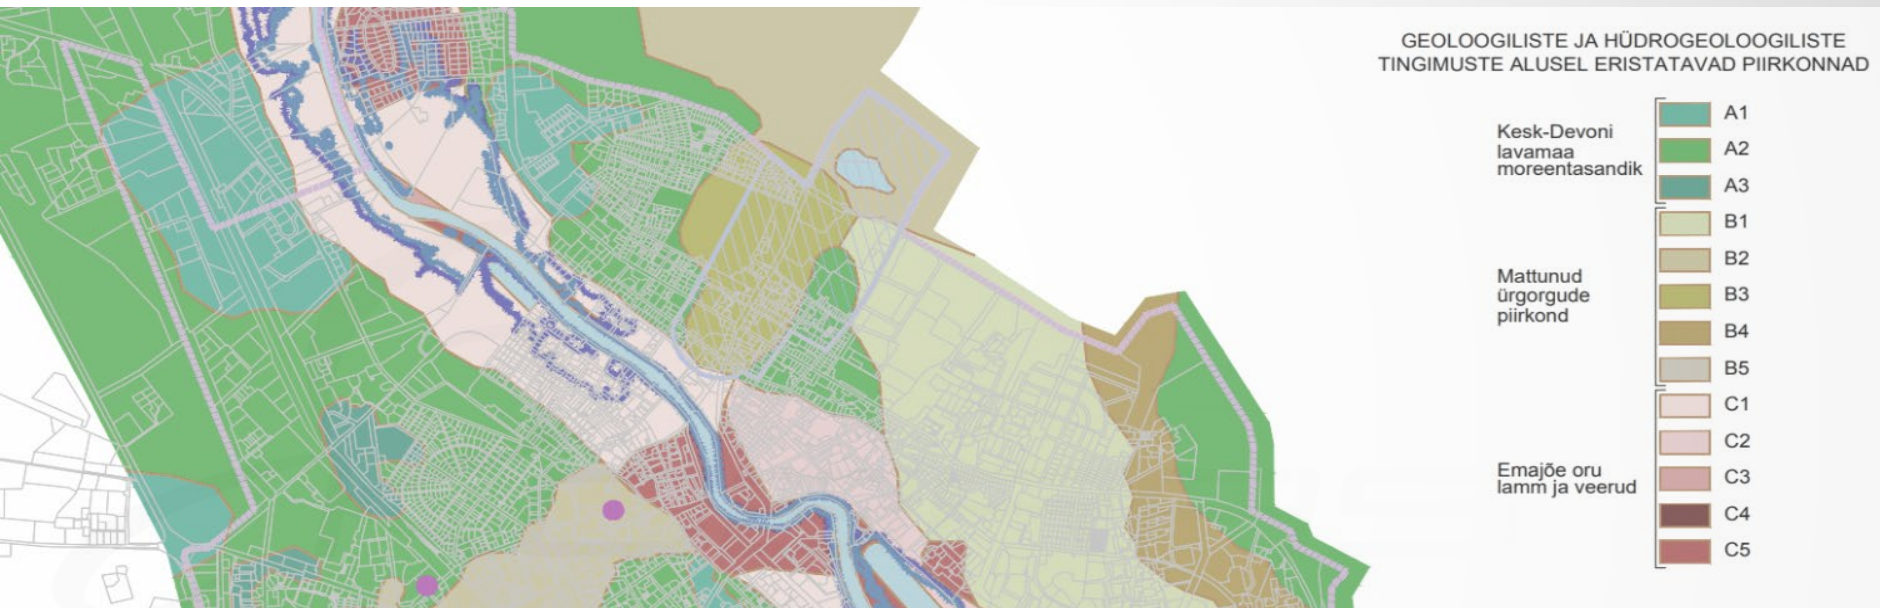 GEOLOOGILISTE JA HÜDROGEOLOOGILISTE
TINGIMUSTE ALUSEL ERISTATAVAD PIIRKONNAD
Kesk-Devoni
lavamaa
moreentasandik
A1
A2
A3
Mattunud
ürgorgude
piirkond
B1
B2
B3
B4
B5
Emajõe oru
lamm ja veerud
C1
C2
C3
C4
C5